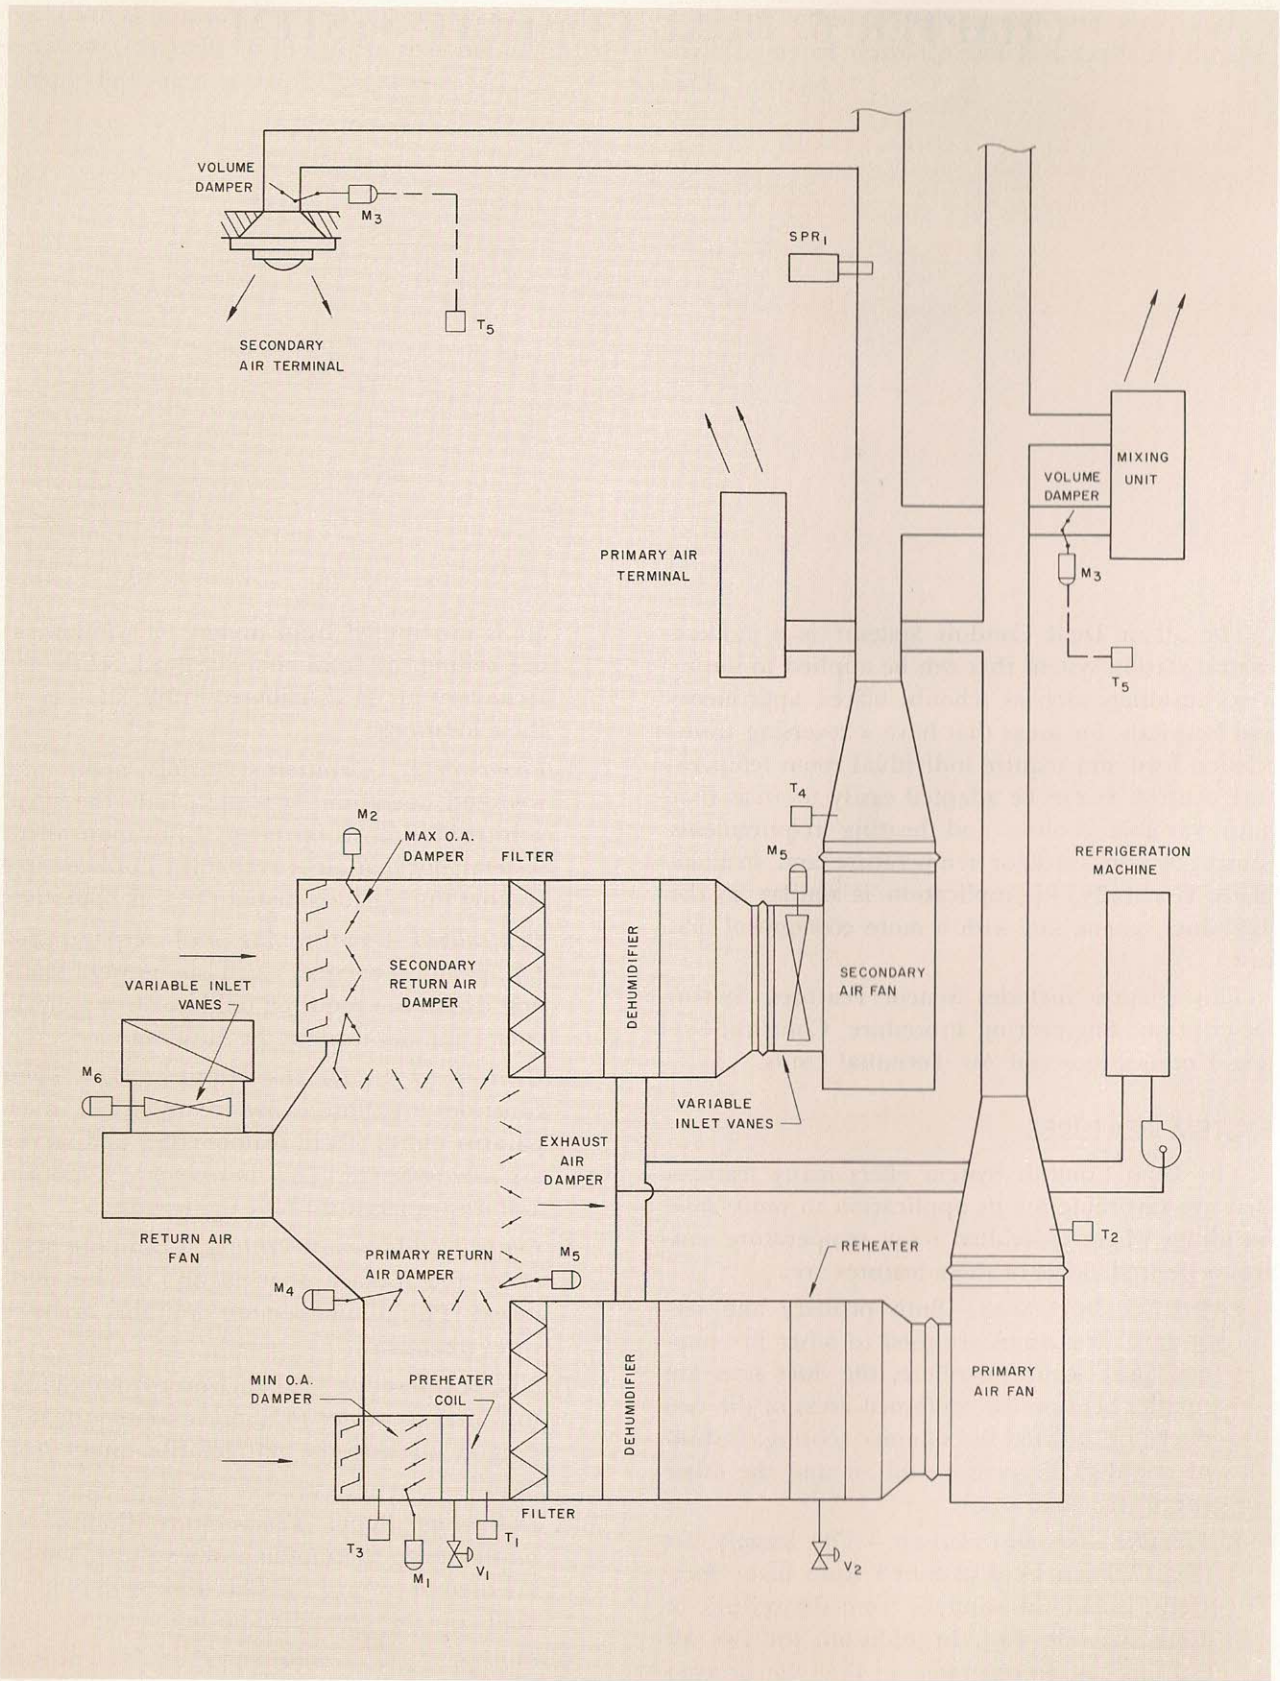 VOLUME
DAMPER
M3
T5
SECONDARY
AIR TERMINAL
SPR1
MIXING
UNIT
VOLUME
DAMPER
M3
T5
PRIMARY AIR
TERMINAL
T4
M5
M2
MAX O.A.
DAMPER
FILTER
REFRIGERATION
MACHINE
SECONDARY
RETURN AIR
DAMPER
DEHUMIDIFIER
SECONDARY
AIR FAN
VARIABLE INLET
VANES
M6
VARIABLE
INLET VANES
EXHAUST
AIR
DAMPER
RETURN AIR
FAN
T2
REHEATER
PRIMARY RETURN
AIR DAMPER
M5
M4
MIN O.A.
DAMPER
PREHEATER
COIL
DEHUMIDIFIER
PRIMARY
AIR FAN
FILTER
T3
M1
V1
T1
V2